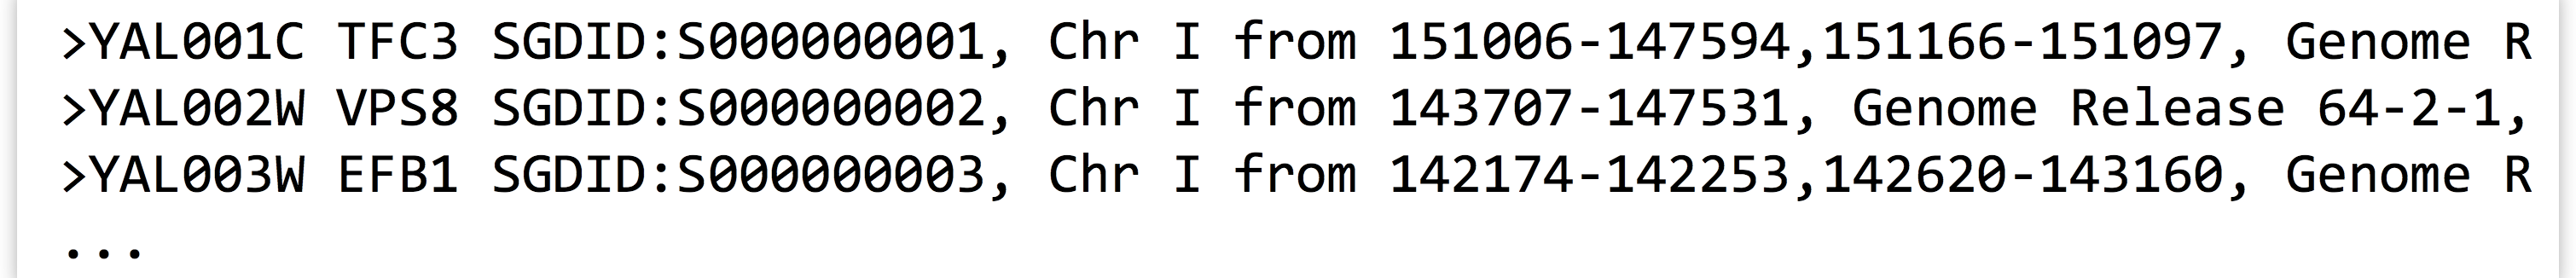 >YAL001C TFC3 SGDID:S000000001, Chr I from 151006-147594,151166-151097, Genome R
>YAL002W VPS8 SGDID:S000000002, Chr I from 143707-147531, Genome Release 64-2-1,
>YAL003W EFB1 SGDID:S000000003, Chr I from 142174-142253,142620-143160, Genome R
...